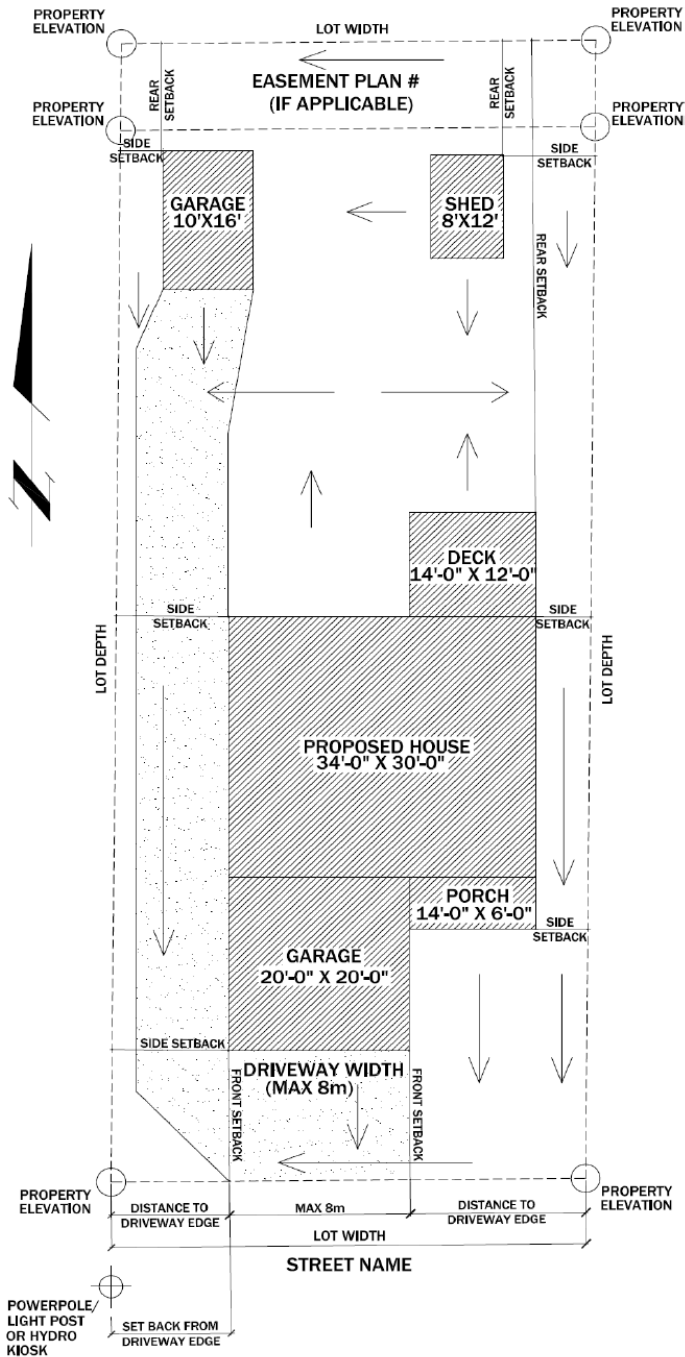 PROPERTY
ELEVATION
LOT WIDTH
PROPERTY
ELEVATION
EASEMENT PLAN #
(IF APPLICABLE)
REAR
SETBACK
REAR
SETBACK
PROPERTY
ELEVATION
PROPERTY
ELEVATION
SIDE
SETBACK
SIDE
SETBACK
GARAGE
10'X16'
SHED
8'X12'
REAR SETBACK
DECK
14'-0" X 12'-0"
SIDE
SETBACK
SIDE
SETBACK
LOT DEPTH
LOT DEPTH
PROPOSED HOUSE
34'-0" X 30'-0"
PORCH
14'-0" X 6'-0"
SIDE
SETBACK
GARAGE
20'-0" X 20'-0"
SIDE SETBACK
DRIVEWAY WIDTH
(MAX 8m)
FRONT SETBACK
FRONT SETBACK
PROPERTY
ELEVATION
PROPERTY
ELEVATION
DISTANCE TO
DRIVEWAY EDGE
MAX 8m
DISTANCE TO
DRIVEWAY EDGE
LOT WIDTH
STREET NAME
POWERPOLE/
LIGHT POST
OR HYDRO
KIOSK
SET BACK FROM
DRIVEWAY EDGE
N